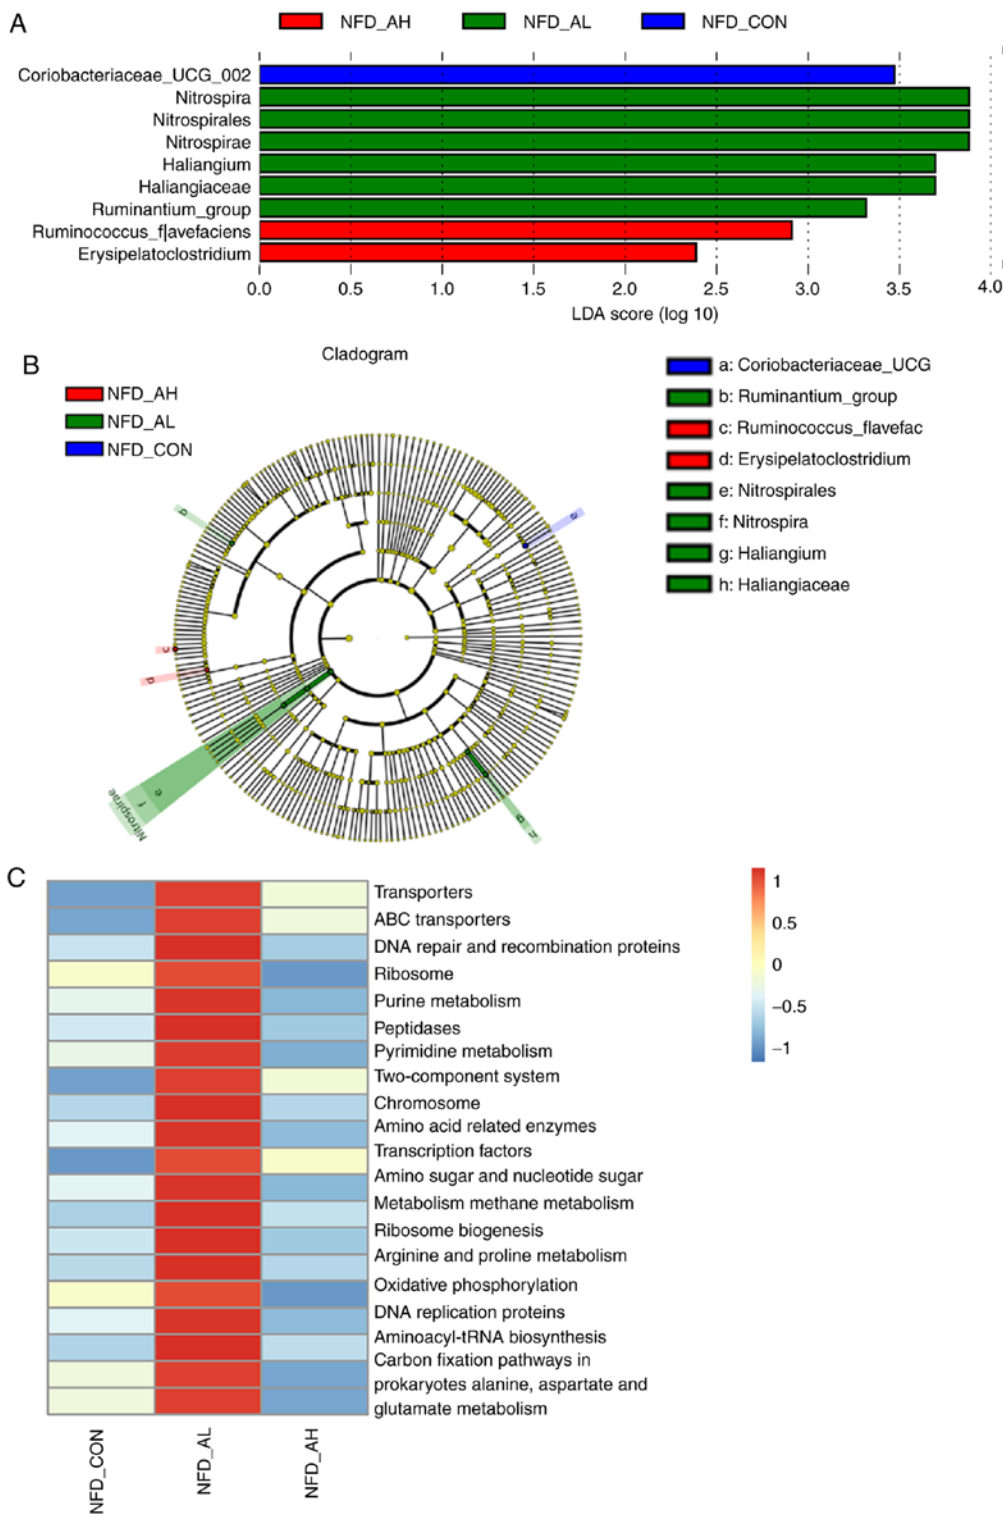 A
NFD_AH NFD_AL NFD_CON
Coriobacteriaceae_UCG_002
Nitrospira
Nitrospirales
Nitrospirae
Haliangium
Haliangiaceae
Ruminantium_group
Ruminococcus_f|avefaciens
Erysipelatoclostridium
0.0 0.5 1.0 1.5 2.0 2.5 3.0 3.5 4.0
LDA score (log 10)
B
Cladogram
NFD_AH
NFD_AL
NFD_CON
a: Coriobacteriaceae_UCG
b: Ruminantium_group
c: Ruminococcus_flavefac
d: Erysipelatoclostridium
e: Nitrospirales
f: Nitrospira
g: Haliangium
h: Haliangiaceae
a
b
c
d
e
f
Nitrospirae
g
h
C
Transporters
ABC transporters
DNA repair and recombination proteins
Ribosome
Purine metabolism
Peptidases
Pyrimidine metabolism
Two-component system
Chromosome
Amino acid related enzymes
Transcription factors
Amino sugar and nucleotide sugar
Metabolism methane metabolism
Ribosome biogenesis
Arginine and proline metabolism
Oxidative phosphorylation
DNA replication proteins
Aminoacyl-tRNA biosynthesis
Carbon fixation pathways in
prokaryotes alanine, aspartate and
glutamate metabolism
1
0.5
0
−0.5
−1
NFD_CON
NFD_AL
NFD_AH